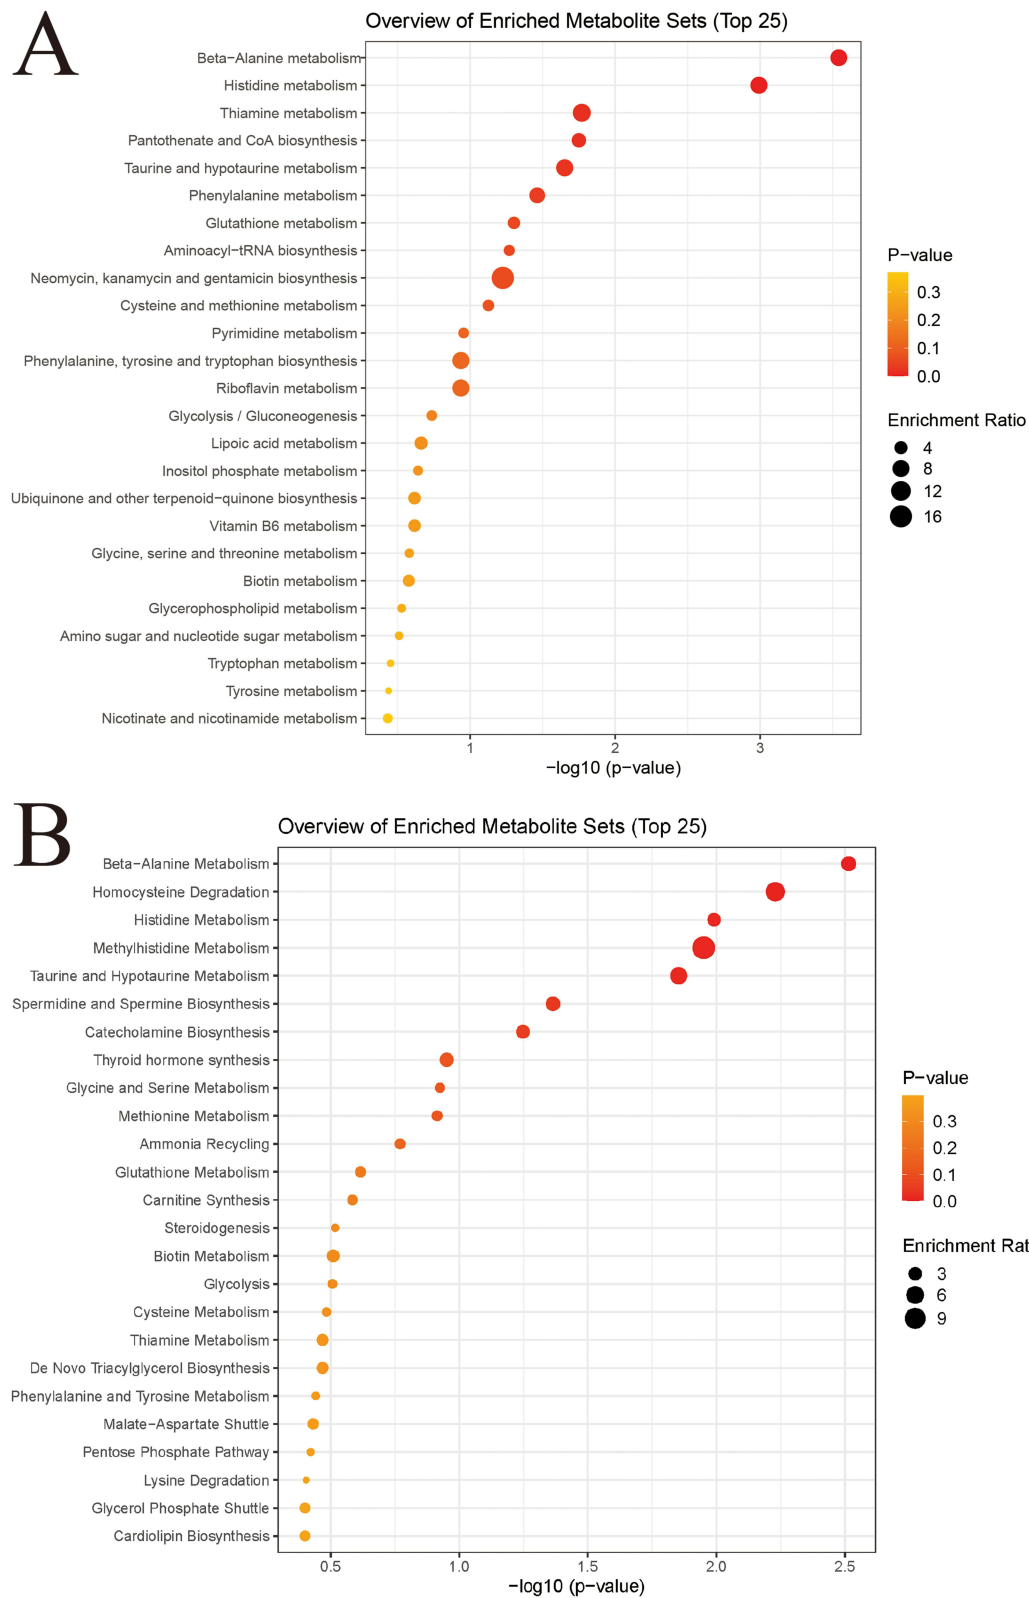 A
Overview of Enriched Metabolite Sets (Top 25)
Beta−Alanine metabolism
Histidine metabolism
Thiamine metabolism
Pantothenate and CoA biosynthesis
Taurine and hypotaurine metabolism
Phenylalanine metabolism
Glutathione metabolism
Aminoacyl−tRNA biosynthesis
Neomycin, kanamycin and gentamicin biosynthesis
Cysteine and methionine metabolism
Pyrimidine metabolism
Phenylalanine, tyrosine and tryptophan biosynthesis
Riboflavin metabolism
Glycolysis / Gluconeogenesis
Lipoic acid metabolism
Inositol phosphate metabolism
Ubiquinone and other terpenoid−quinone biosynthesis
Vitamin B6 metabolism
Glycine, serine and threonine metabolism
Biotin metabolism
Glycerophospholipid metabolism
Amino sugar and nucleotide sugar metabolism
Tryptophan metabolism
Tyrosine metabolism
Nicotinate and nicotinamide metabolism
1 2 3
−log10 (p−value)
P−value
0.3
0.2
0.1
0.0
Enrichment Ratio
4
8
12
16
B
Overview of Enriched Metabolite Sets (Top 25)
Beta−Alanine Metabolism
Homocysteine Degradation
Histidine Metabolism
Methylhistidine Metabolism
Taurine and Hypotaurine Metabolism
Spermidine and Spermine Biosynthesis
Catecholamine Biosynthesis
Thyroid hormone synthesis
Glycine and Serine Metabolism
Methionine Metabolism
Ammonia Recycling
Glutathione Metabolism
Carnitine Synthesis
Steroidogenesis
Biotin Metabolism
Glycolysis
Cysteine Metabolism
Thiamine Metabolism
De Novo Triacylglycerol Biosynthesis
Phenylalanine and Tyrosine Metabolism
Malate−Aspartate Shuttle
Pentose Phosphate Pathway
Lysine Degradation
Glycerol Phosphate Shuttle
Cardiolipin Biosynthesis
0.5 1.0 1.5 2.0 2.5
−log10 (p−value)
P−value
0.3
0.2
0.1
0.0
Enrichment Rat
3
6
9